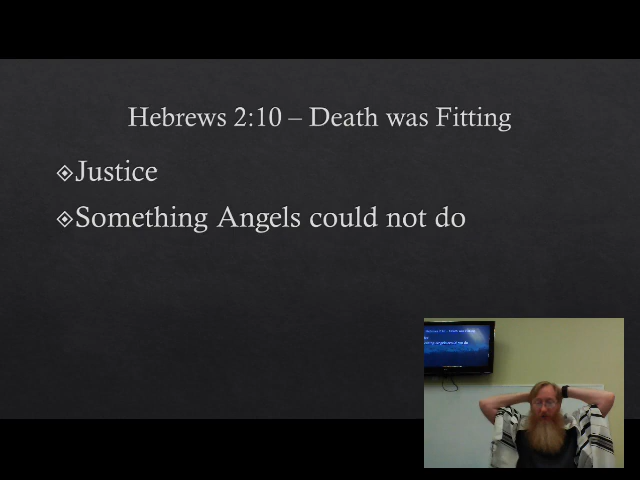 Hebrews 2:10 – Death was Fitting
Justice
Something Angels could not do